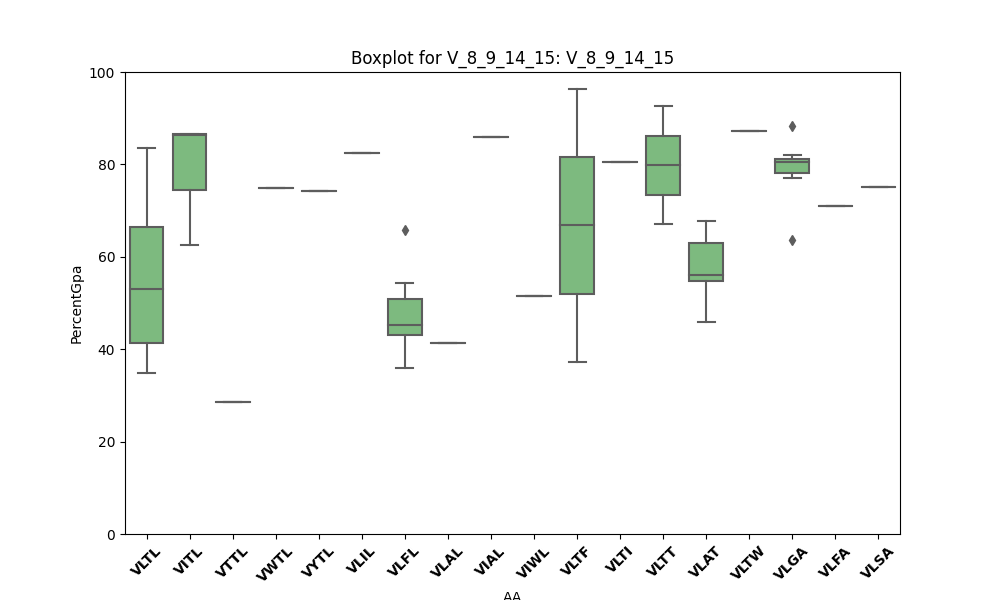 Boxplot for V_8_9_14_15: V_8_9_14_15
100
80
60
40
20
0
PercentGpa
VLTL VITL VTTL VWTL VYTL VLIL VLFL VLAL VIAL VIWL VLTF VLTI VLTT VLAT VLTW VLGA VLFA VLSA
AA